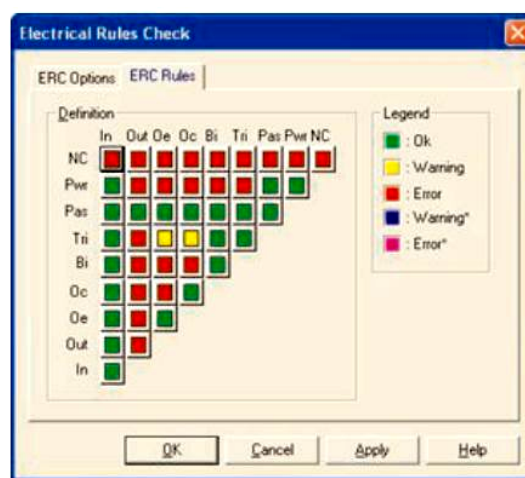 Electrical Rules Check
ERC Options ERC Rules
Definition
In Out Oe Oc Bi Tri Pas Pwr NC
NC
Pwr
Pas
Tri
Bi
Oc
Oe
Out
In
Legend
: Ok
: Warning
: Error
: Warning*
: Error*
OK Cancel Apply Help